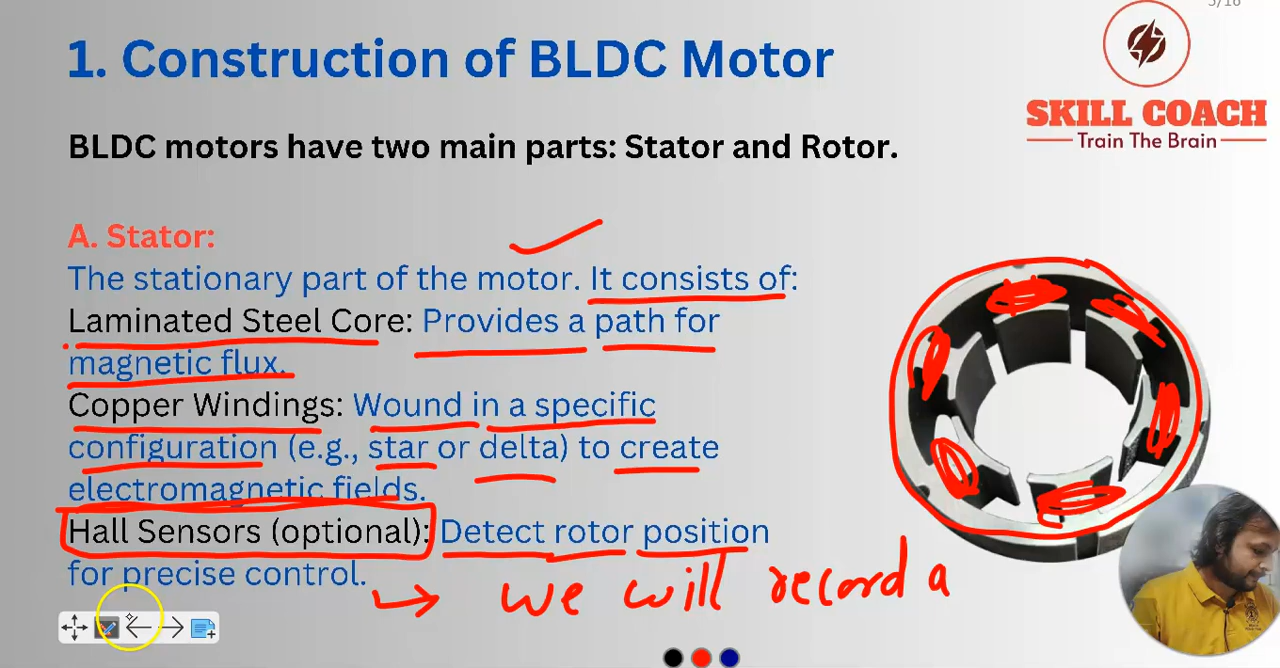 5/16
1. Construction of BLDC Motor
SKILL COACH
Train The Brain
BLDC motors have two main parts: Stator and Rotor.
A. Stator:
The stationary part of the motor. It consists of:
Laminated Steel Core: Provides a path for
magnetic flux.
Copper Windings: Wound in a specific
configuration (e.g., star or delta) to create
electromagnetic fields.
Hall Sensors (optional): Detect rotor position
for precise control.
we will record a